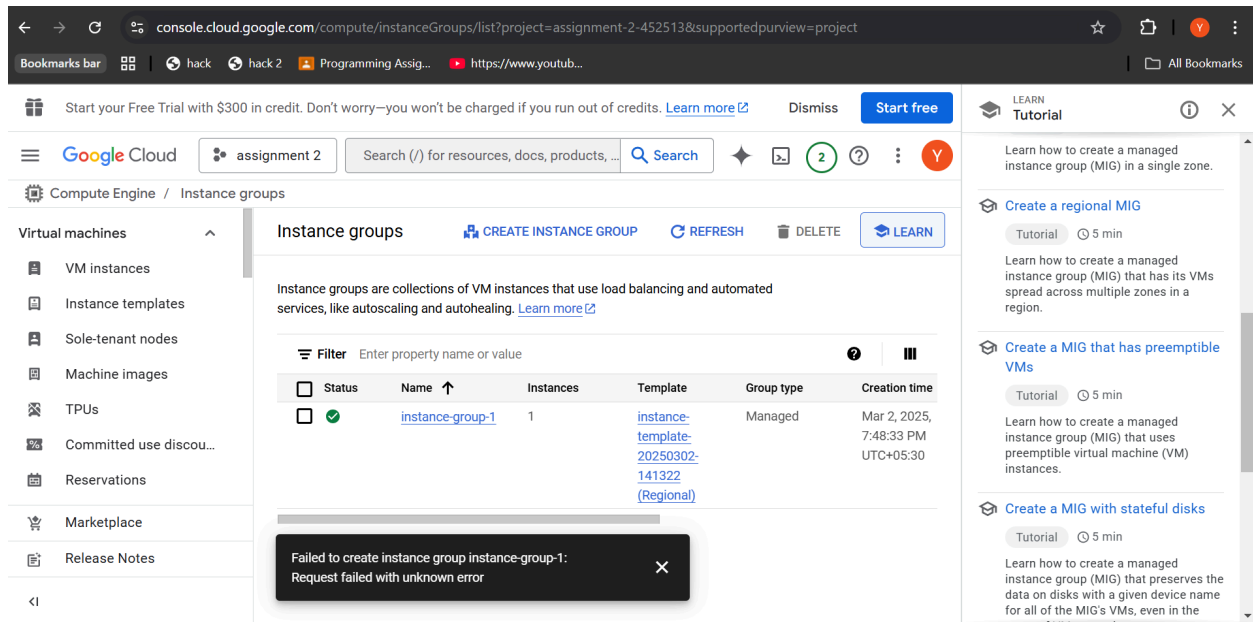 console.cloud.google.com/compute/instanceGroups/list?project=assignment-2-452513&supportedpurview=project
Y
Bookmarks bar
hack
hack 2
Programming Assig...
https://www.youtub...
All Bookmarks
Start your Free Trial with $300 in credit. Don't worry—you won't be charged if you run out of credits. Learn more
Dismiss
Start free
Google Cloud
assignment 2
Search (/) for resources, docs, products, ...
Search
2
Y
Compute Engine / Instance groups
Virtual machines
VM instances
Instance templates
Sole-tenant nodes
Machine images
TPUs
Committed use discou...
Reservations
Marketplace
Release Notes
Instance groups
CREATE INSTANCE GROUP
REFRESH
DELETE
LEARN
Instance groups are collections of VM instances that use load balancing and automated
services, like autoscaling and autohealing. Learn more
Filter Enter property name or value
Status Name Instances Template Group type Creation time
instance-group-1 1 instance- Managed Mar 2, 2025,
template- 7:48:33 PM
20250302- UTC+05:30
141322
(Regional)
Failed to create instance group instance-group-1:
Request failed with unknown error
LEARN
Tutorial
Learn how to create a managed
instance group (MIG) in a single zone.
Create a regional MIG
Tutorial 5 min
Learn how to create a managed
instance group (MIG) that has its VMs
spread across multiple zones in a
region.
Create a MIG that has preemptible
VMs
Tutorial 5 min
Learn how to create a managed
instance group (MIG) that uses
preemptible virtual machine (VM)
instances.
Create a MIG with stateful disks
Tutorial 5 min
Learn how to create a managed
instance group (MIG) that preserves the
data on disks with a given device name
for all of the MIG's VMs, even in the